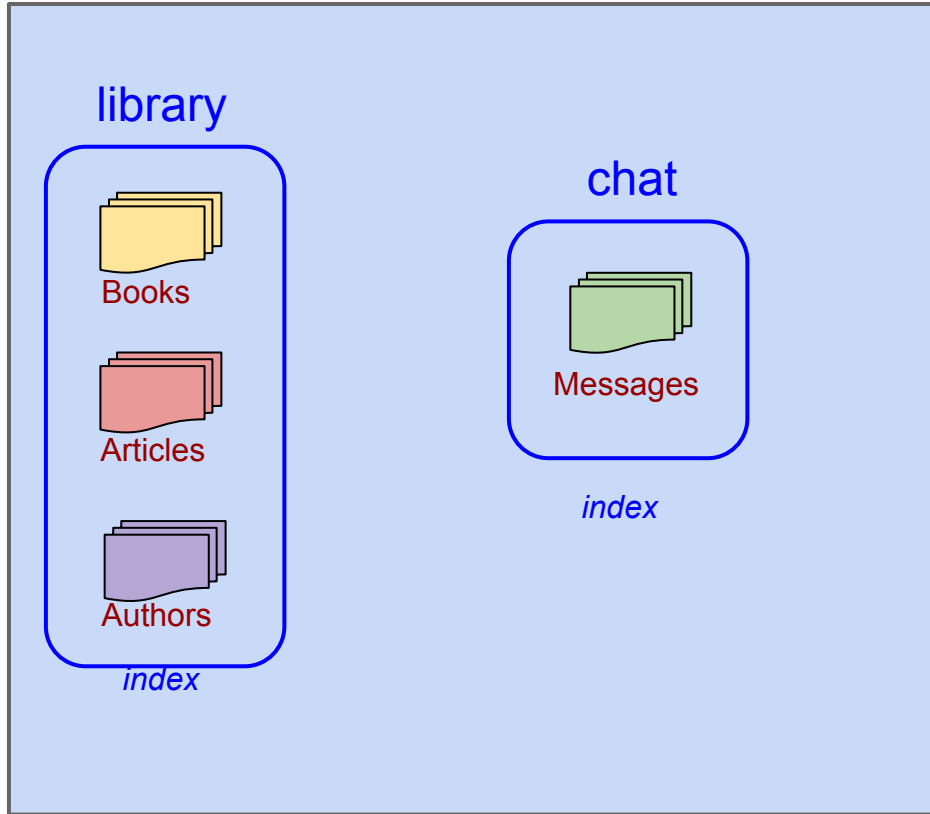 library
Books
Articles
Authors
index
chat
Messages
index